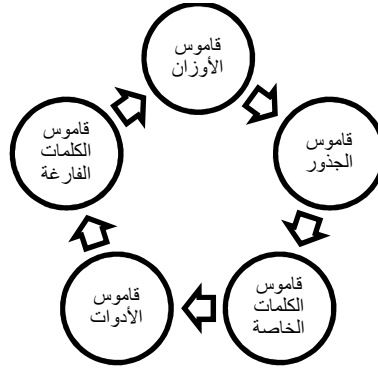 قاموس
الأوزان
قاموس
الجذور
قاموس
الكلمات
الخاصة
قاموس
الأدوات
قاموس
الكلمات
الفارغة